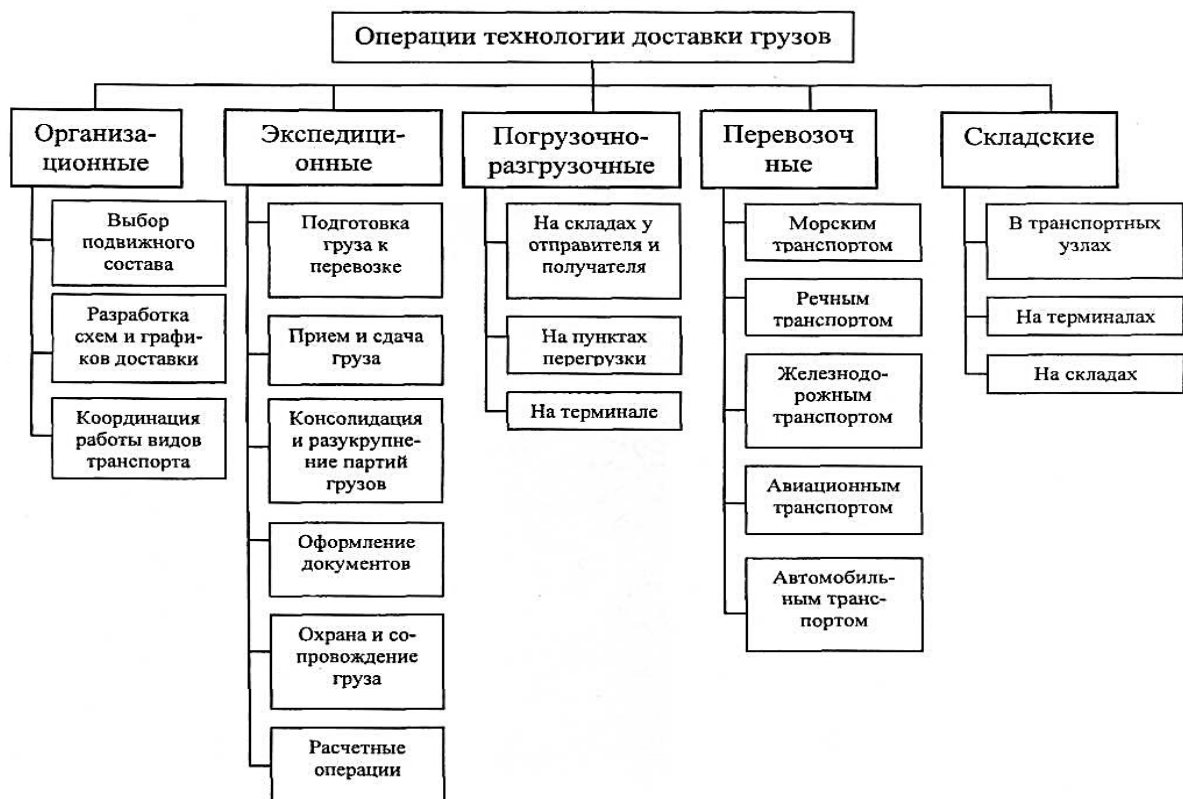 Операции технологии доставки грузов
Организа-
ционные
Экспедици-
онные
Погрузочно-
разгрузочные
Перевозоч
ные
Складские
Выбор
подвижного
состава
Разработка
схем и графи-
ков доставки
Координация
работы видов
транспорта
Подготовка
груза к
перевозке
Прием и сдача
груза
Консолидация
и разукрупне-
ние партий
грузов
Оформление
документов
Охрана и со-
провождение
груза
Расчетные
операции
На складах у
отправителя и
получателя
На пунктах
перегрузки
На терминале
Морским
транспортом
Речным
транспортом
Железнодо-
рожным
транспортом
Авиационным
транспортом
Автомобиль-
ным транс-
портом
В транспортных
узлах
На терминалах
На складах